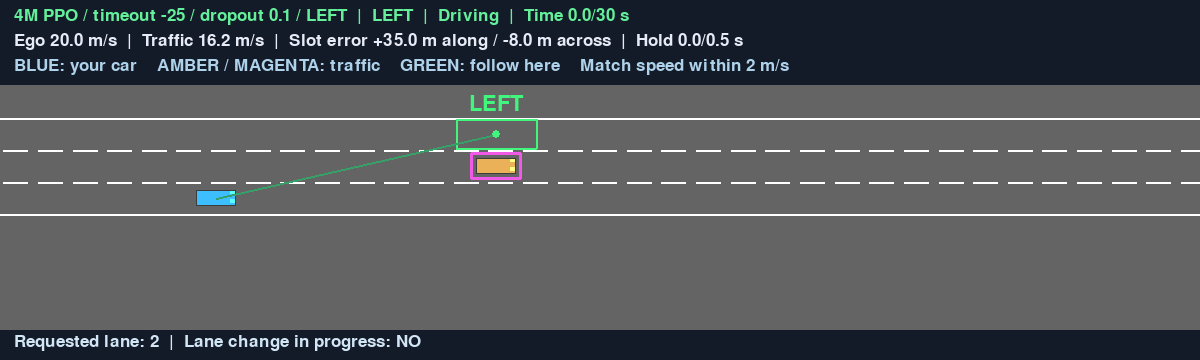 4M PPO / timeout -25 / dropout 0.1 / LEFT | LEFT | Driving | Time 0.0/30 s
Ego 20.0 m/s | Traffic 16.2 m/s | Slot error +35.0 m along / -8.0 m across | Hold 0.0/0.5 s
BLUE: your car AMBER / MAGENTA: traffic GREEN: follow here Match speed within 2 m/s
LEFT
Requested lane: 2 | Lane change in progress: NO